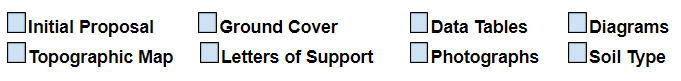 Initial Proposal Ground Cover Data Tables Diagrams
Topographic Map Letters of Support Photographs Soil Type